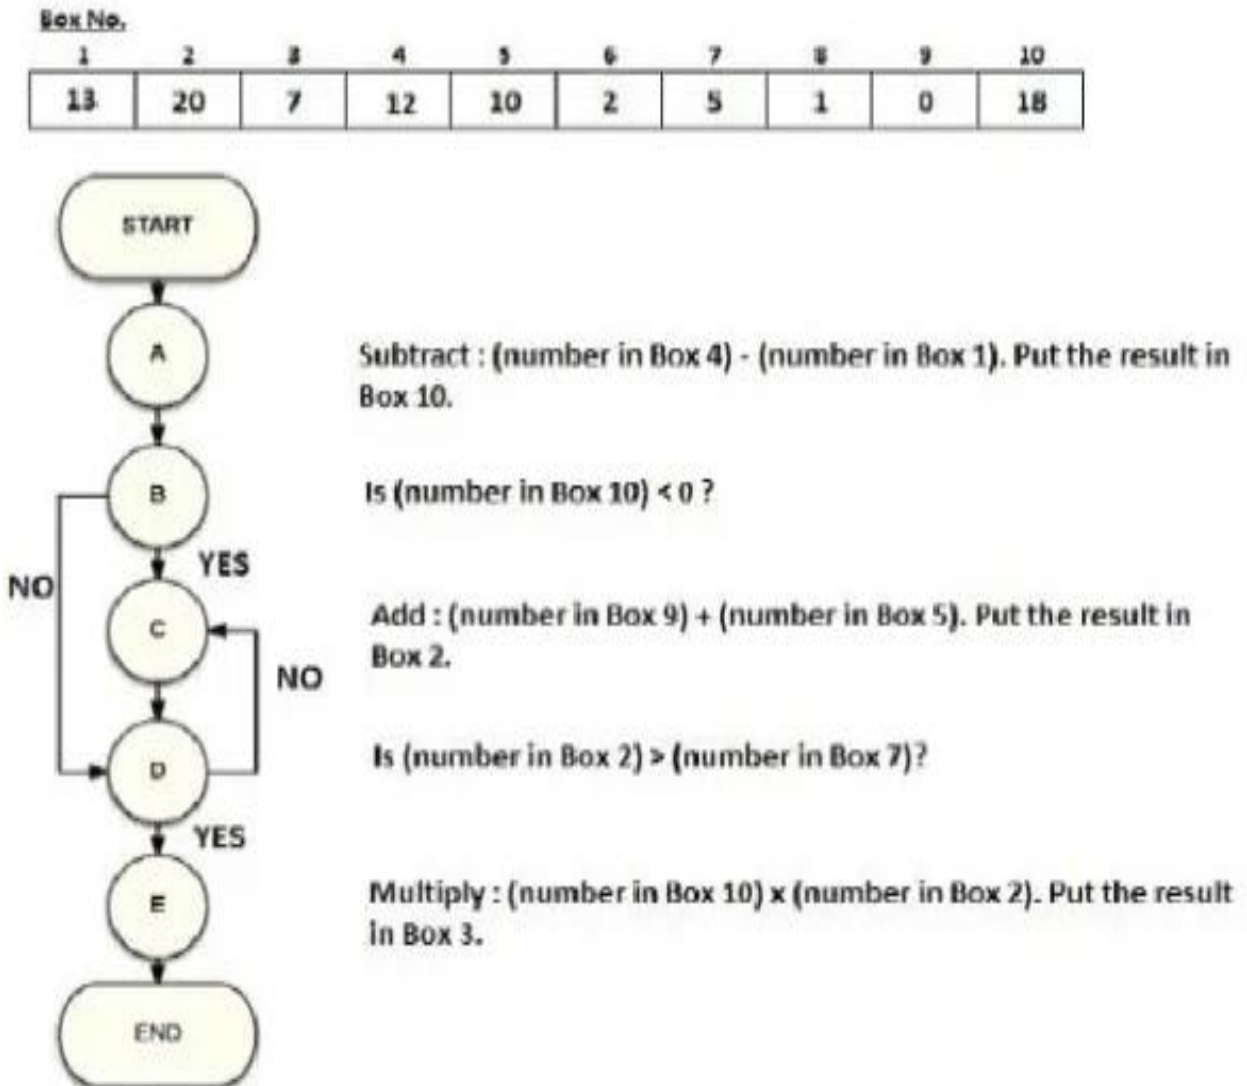 Box No.
1 2 3 4 5 6 7 8 9 10
13 20 7 12 10 2 5 1 0 18
START
A
Subtract : (number in Box 4) - (number in Box 1). Put the result in
Box 10.
B
Is (number in Box 10) < 0 ?
YES
NO
C
Add : (number in Box 9) + (number in Box 5). Put the result in
Box 2.
NO
D
Is (number in Box 2) > (number in Box 7)?
YES
E
Multiply : (number in Box 10) x (number in Box 2). Put the result
in Box 3.
END